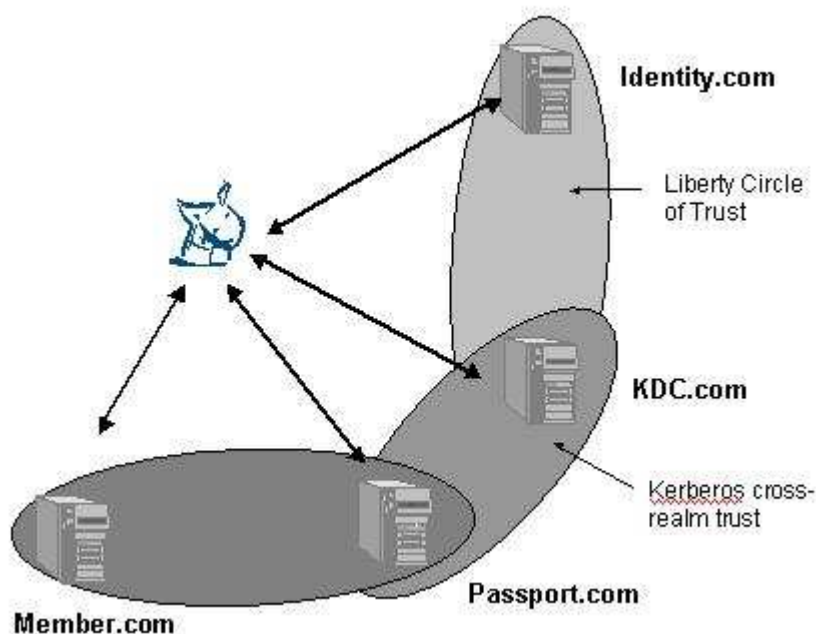 Identity.com
Liberty Circle
of Trust
KDC.com
Kerberos cross-
realm trust
Passport.com
Member.com